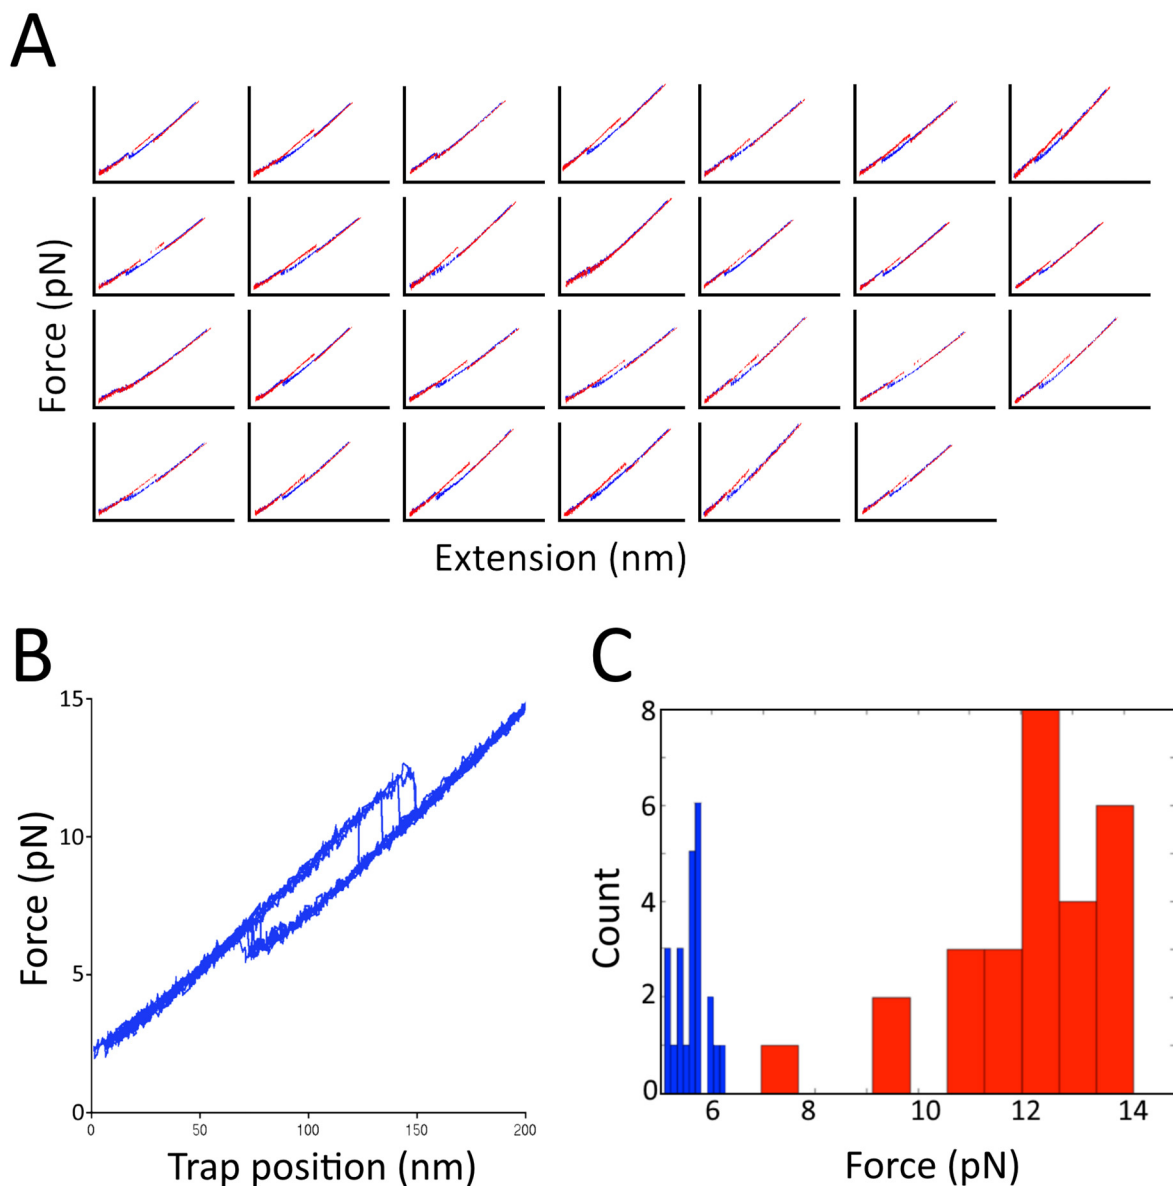 A
Force (pN)
Extension (nm)
B
15
10
5
0
0 50 100 150 200
Force (pN)
Trap position (nm)
C
8
6
4
2
0
6 8 10 12 14
Count
Force (pN)